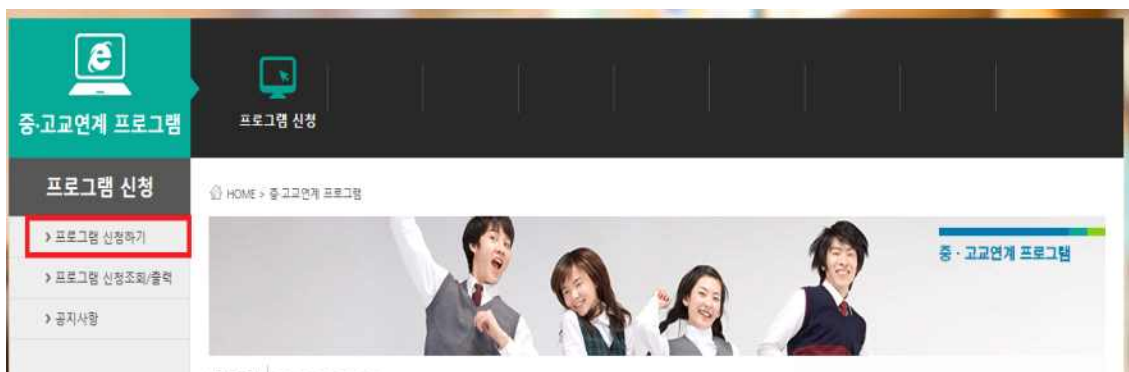 중·고교연계 프로그램
프로그램 신청
프로그램 신청
HOME > 중·고교연계 프로그램
> 프로그램 신청하기
> 프로그램 신청조회/출력
> 공지사항
중 · 고교연계 프로그램